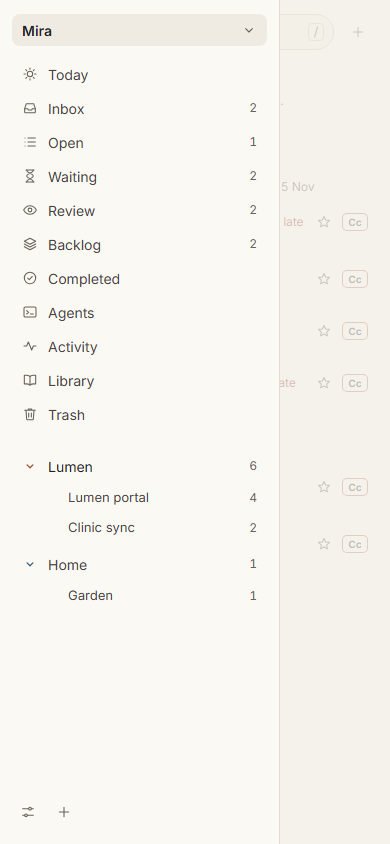 Mira
/
Today
Inbox 2
.
Open 1
Waiting 2
5 Nov
Review 2
late Cc
Backlog 2
Completed
Cc
Agents
Cc
Activity
Library
ate Cc
Trash
Lumen 6
Lumen portal 4
Cc
Clinic sync 2
Cc
Home 1
Garden 1